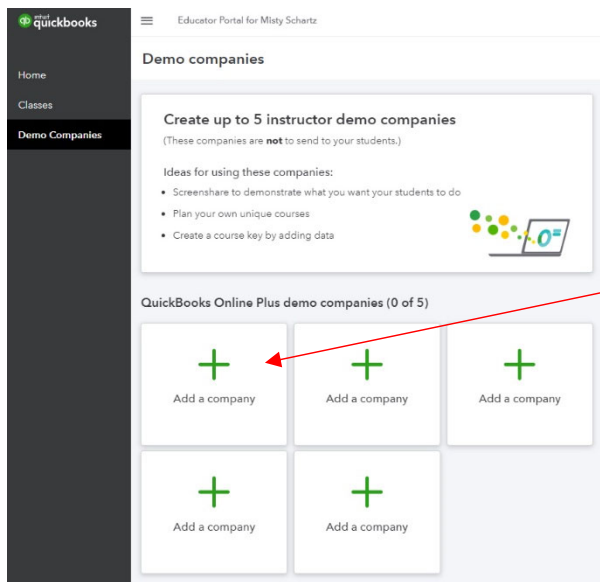 qb intuit quickbooks
Educator Portal for Misty Schartz
Demo companies
Home
Classes
Demo Companies
Create up to 5 instructor demo companies
(These companies are not to send to your students.)
Ideas for using these companies:
• Screenshare to demonstrate what you want your students to do
• Plan your own unique courses
• Create a course key by adding data
QuickBooks Online Plus demo companies (0 of 5)
Add a company
Add a company
Add a company
Add a company
Add a company